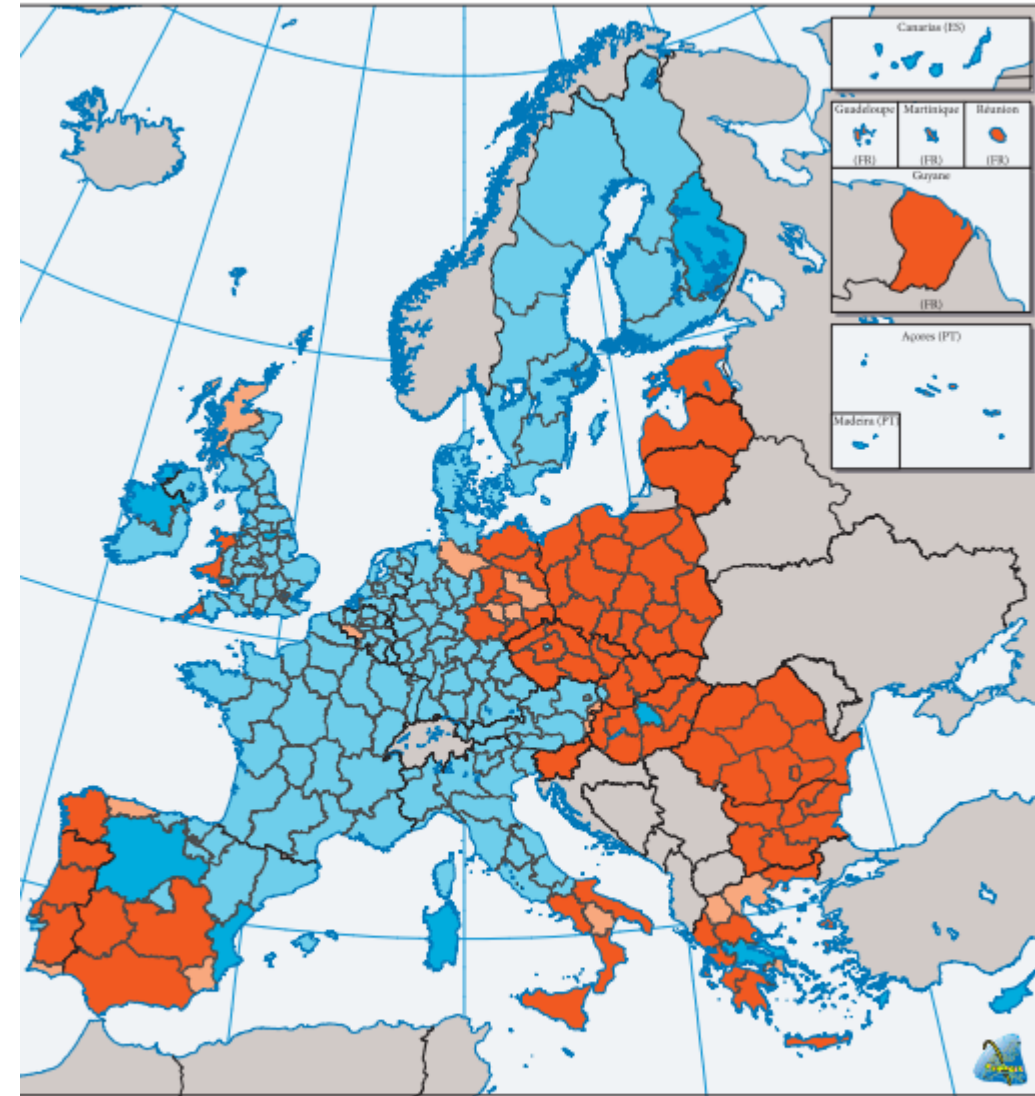 Canarias (ES)
Guadeloupe
Martinique
Réunion
(FR)
(FR)
(FR)
Guyane
(FR)
Açores (PT)
Madeira (PT)